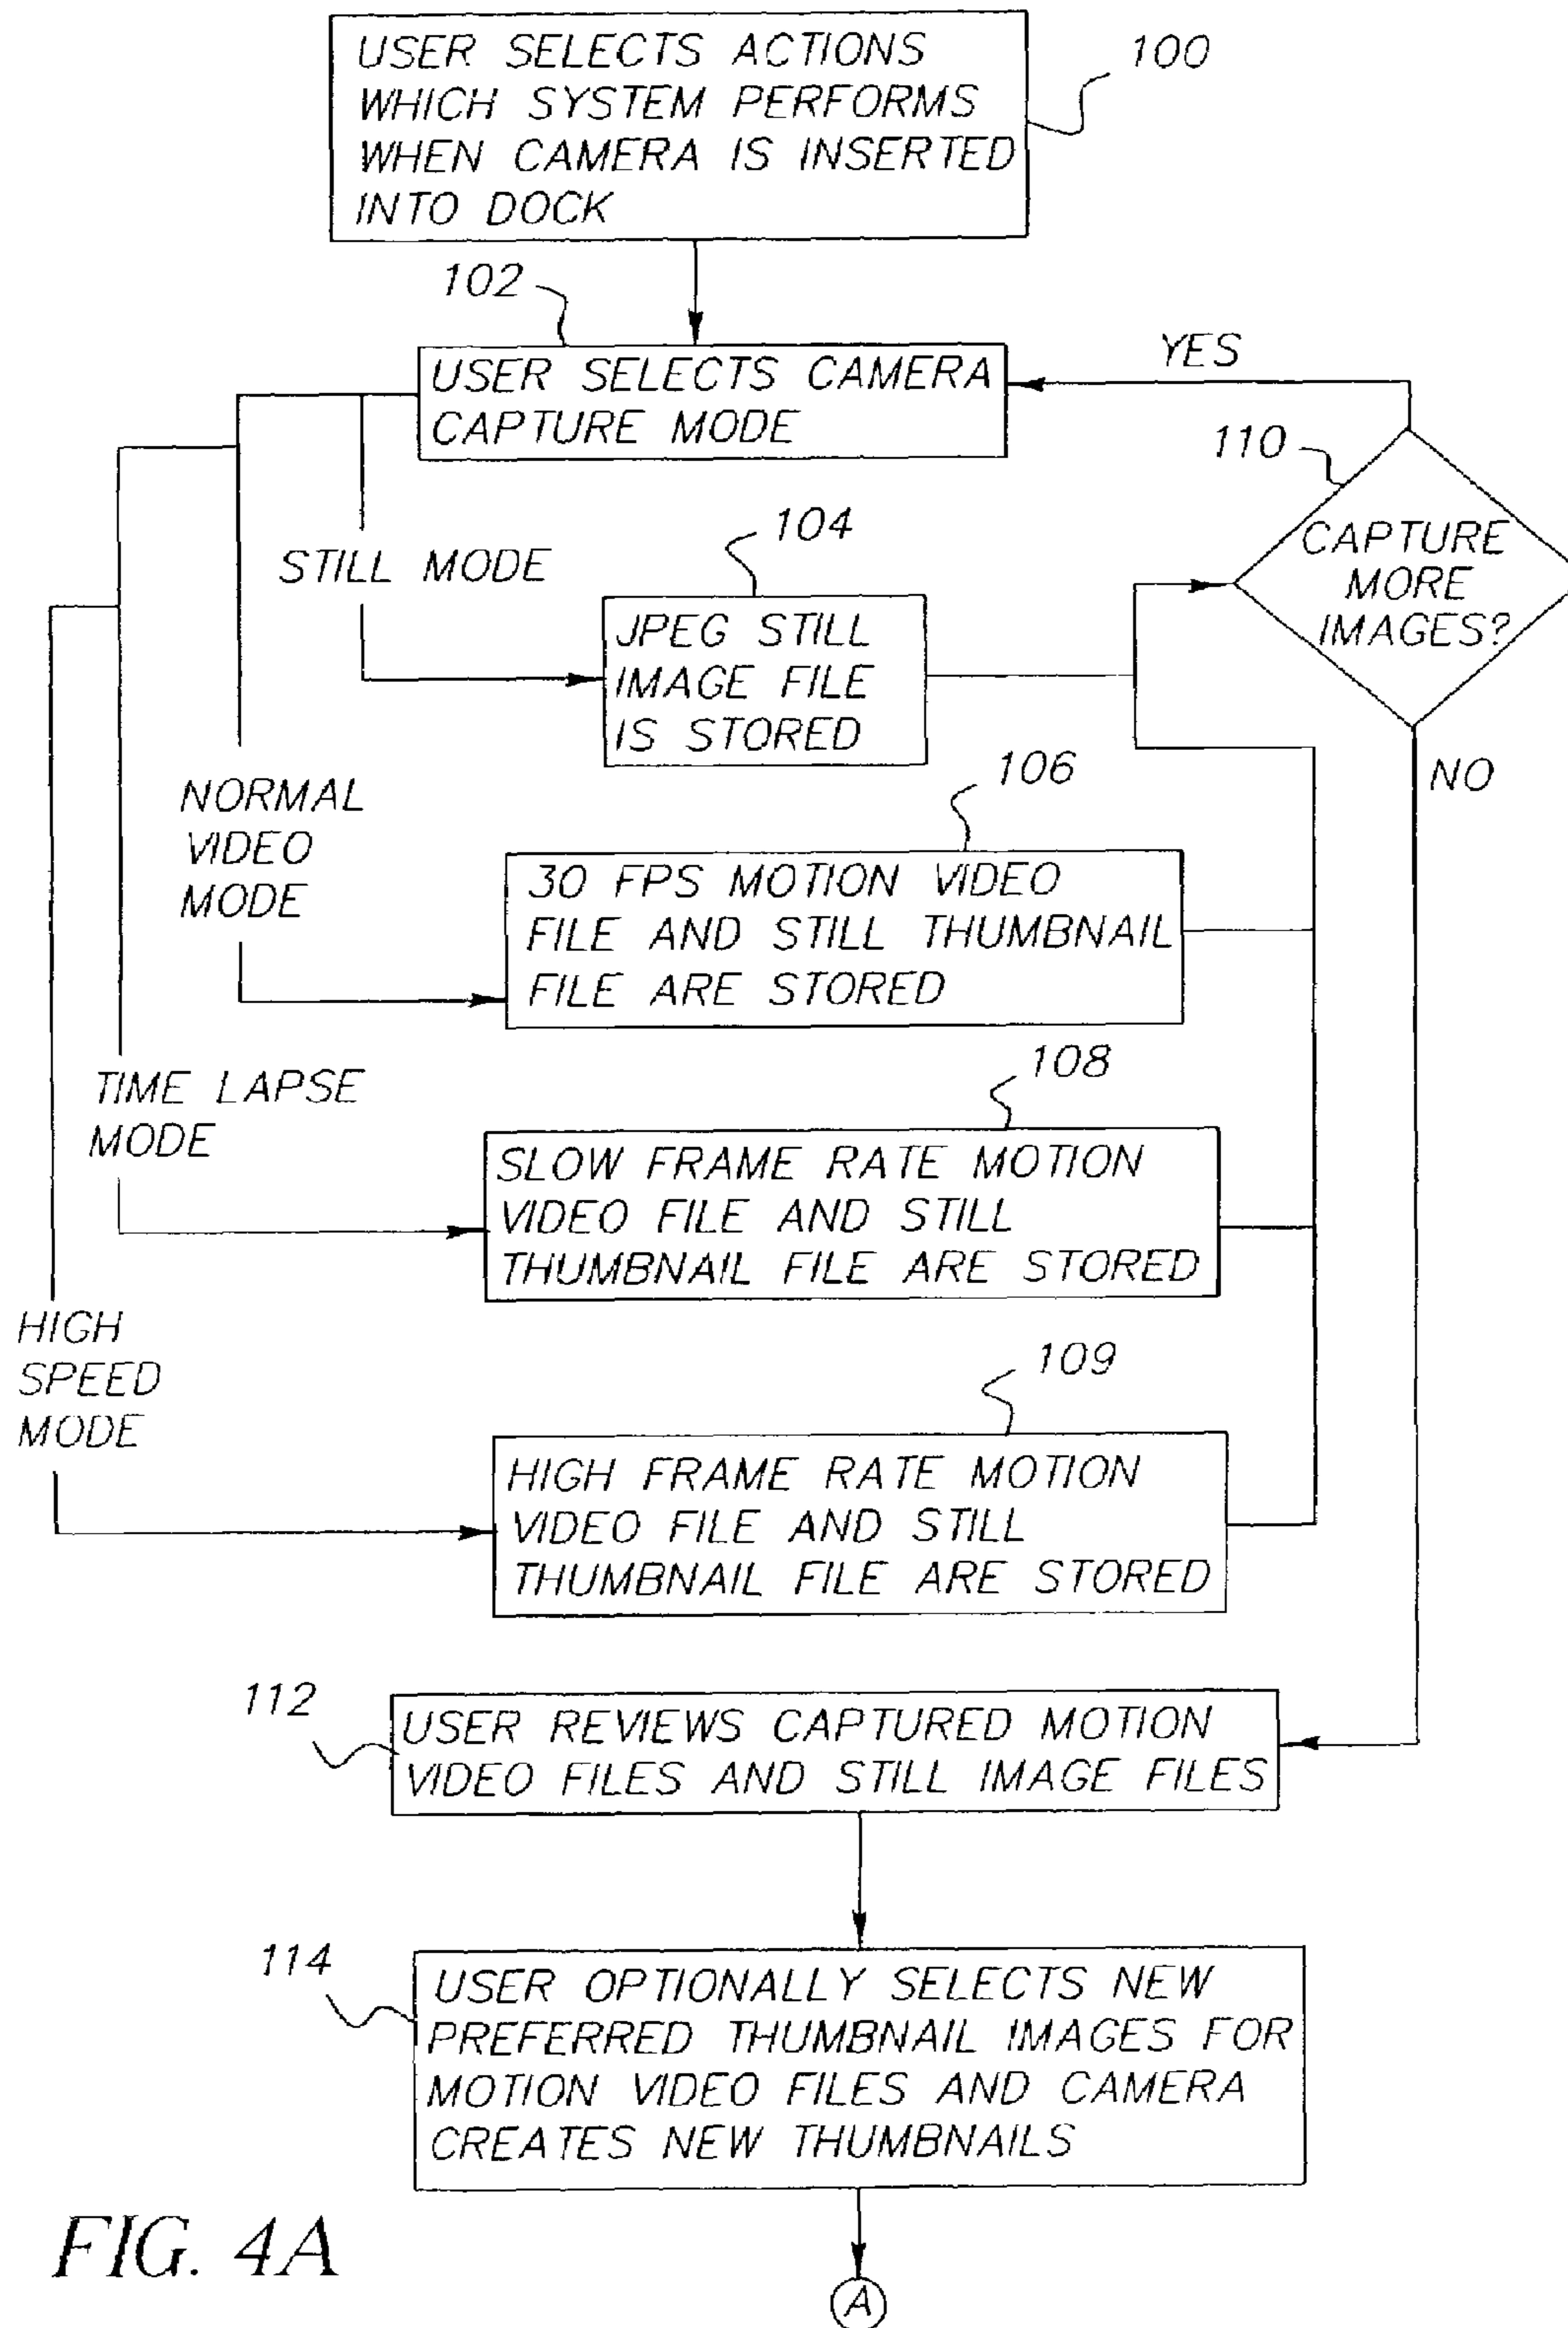 USER SELECTS ACTIONS
WHICH SYSTEM PERFORMS
WHEN CAMERA IS INSERTED
INTO DOCK
100
102
USER SELECTS CAMERA
CAPTURE MODE
YES
110
CAPTURE
MORE
IMAGES?
NO
STILL MODE
104
JPEG STILL
IMAGE FILE
IS STORED
NORMAL
VIDEO
MODE
106
30 FPS MOTION VIDEO
FILE AND STILL THUMBNAIL
FILE ARE STORED
TIME LAPSE
MODE
108
SLOW FRAME RATE MOTION
VIDEO FILE AND STILL
THUMBNAIL FILE ARE STORED
HIGH
SPEED
MODE
109
HIGH FRAME RATE MOTION
VIDEO FILE AND STILL
THUMBNAIL FILE ARE STORED
112
USER REVIEWS CAPTURED MOTION
VIDEO FILES AND STILL IMAGE FILES
114
USER OPTIONALLY SELECTS NEW
PREFERRED THUMBNAIL IMAGES FOR
MOTION VIDEO FILES AND CAMERA
CREATES NEW THUMBNAILS
FIG. 4A
A